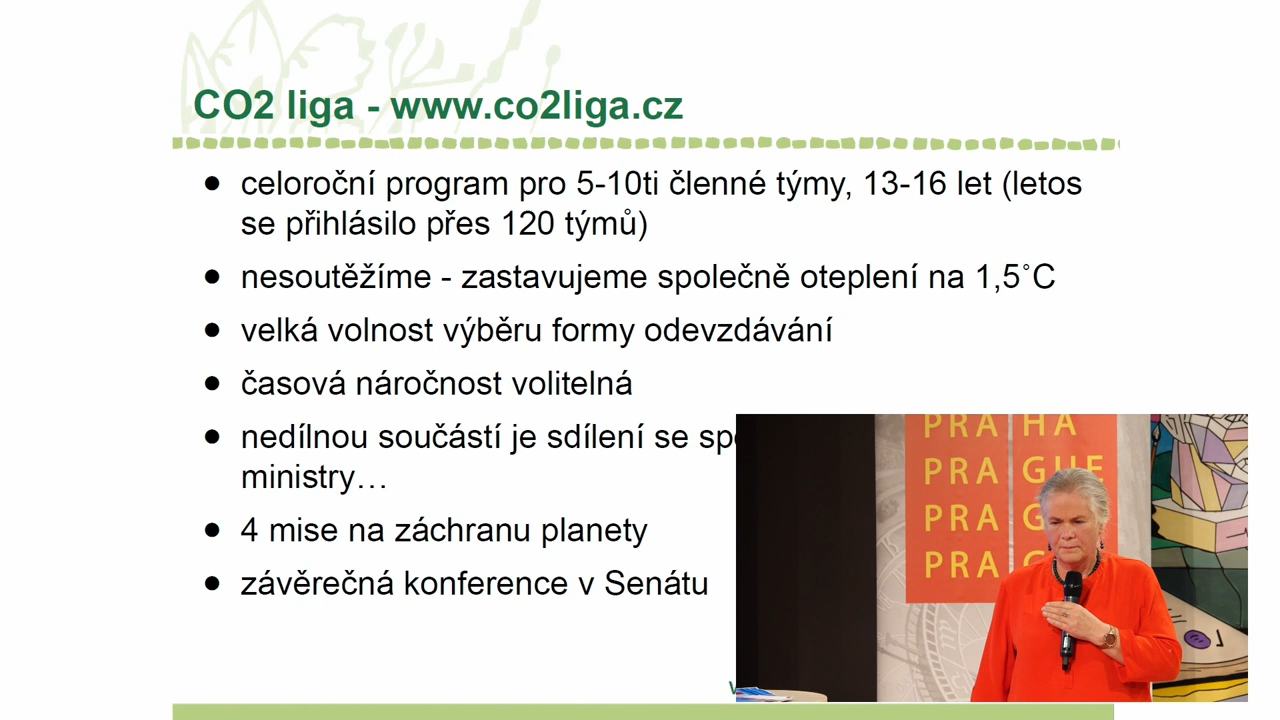 CO2 liga - www.co2liga.cz
● celoroční program pro 5-10ti členné týmy, 13-16 let (letos
se přihlásilo přes 120 týmů)
● nesoutěžíme - zastavujeme společně oteplení na 1,5˚C
● velká volnost výběru formy odevzdávání
● časová náročnost volitelná
● nedílnou součástí je sdílení se
ministry…
● 4 mise na záchranu planety
● závěrečná konference v Senátu
PRA HA
PRA GUE
PRA G
PRA G